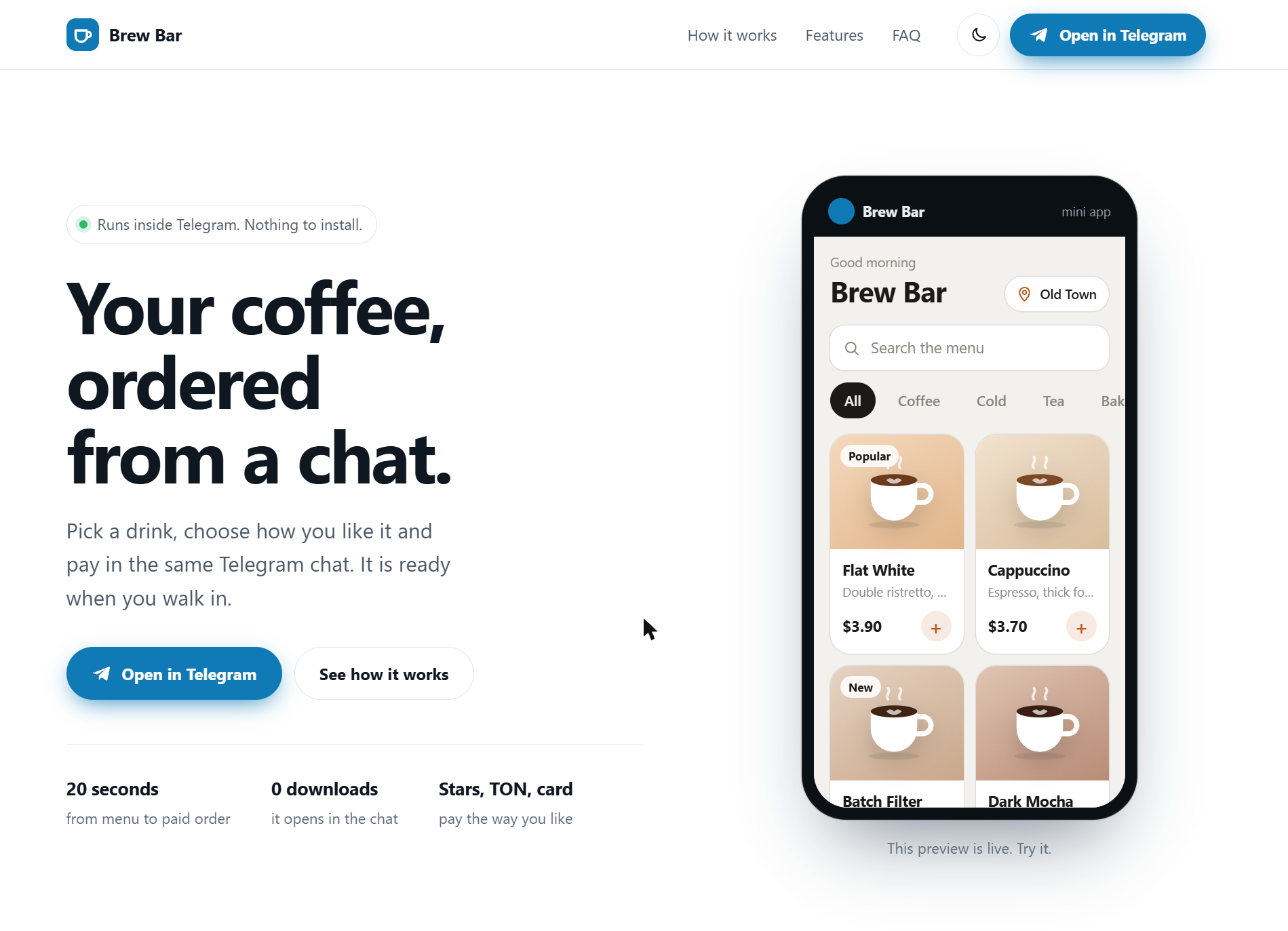 Brew Bar
How it works
Features
FAQ
Open in Telegram
Runs inside Telegram. Nothing to install.
Your coffee,
ordered
from a chat.
Pick a drink, choose how you like it and
pay in the same Telegram chat. It is ready
when you walk in.
Open in Telegram
See how it works
20 seconds
from menu to paid order
0 downloads
it opens in the chat
Stars, TON, card
pay the way you like
Brew Bar
mini app
Good morning
Brew Bar
Old Town
Search the menu
All
Coffee
Cold
Tea
Bak
Popular
Flat White
Double ristretto, ...
$3.90
+
Cappuccino
Espresso, thick fo...
$3.70
+
New
Batch Filter
Dark Mocha
This preview is live. Try it.